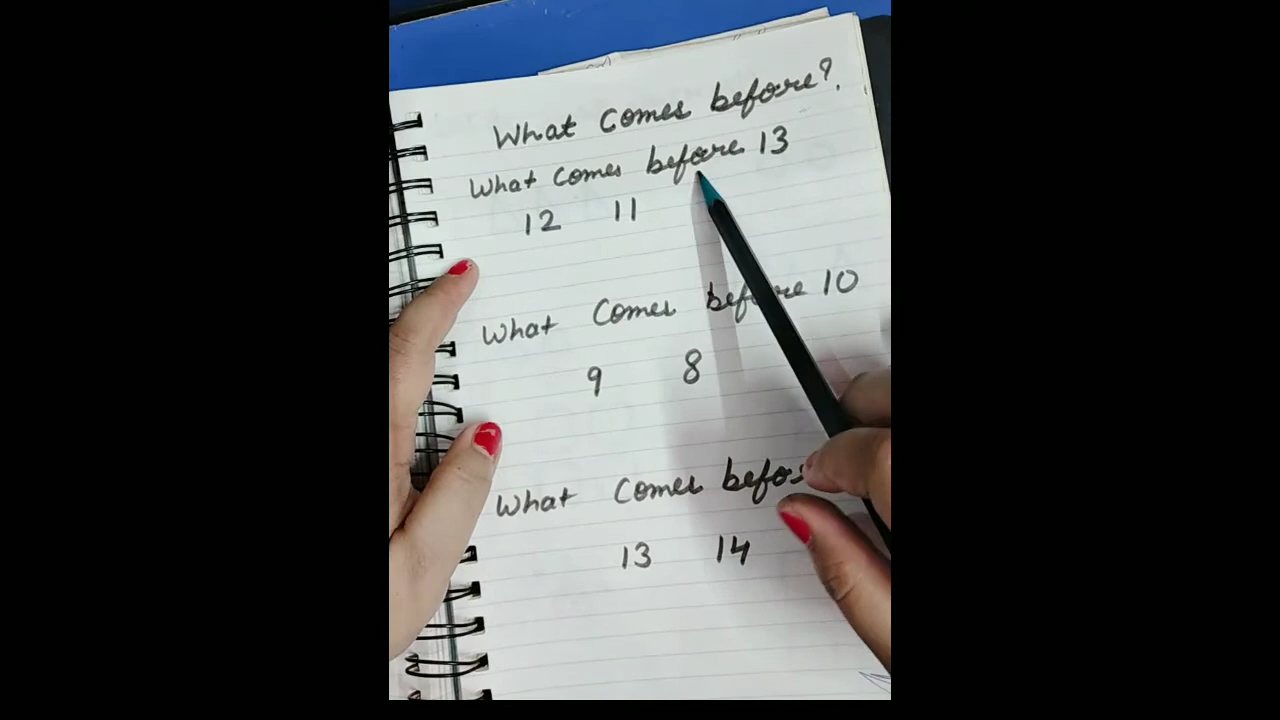 What comes before?
What comes before 13
12 11
What comes before 10
9 8
What comes
13 14